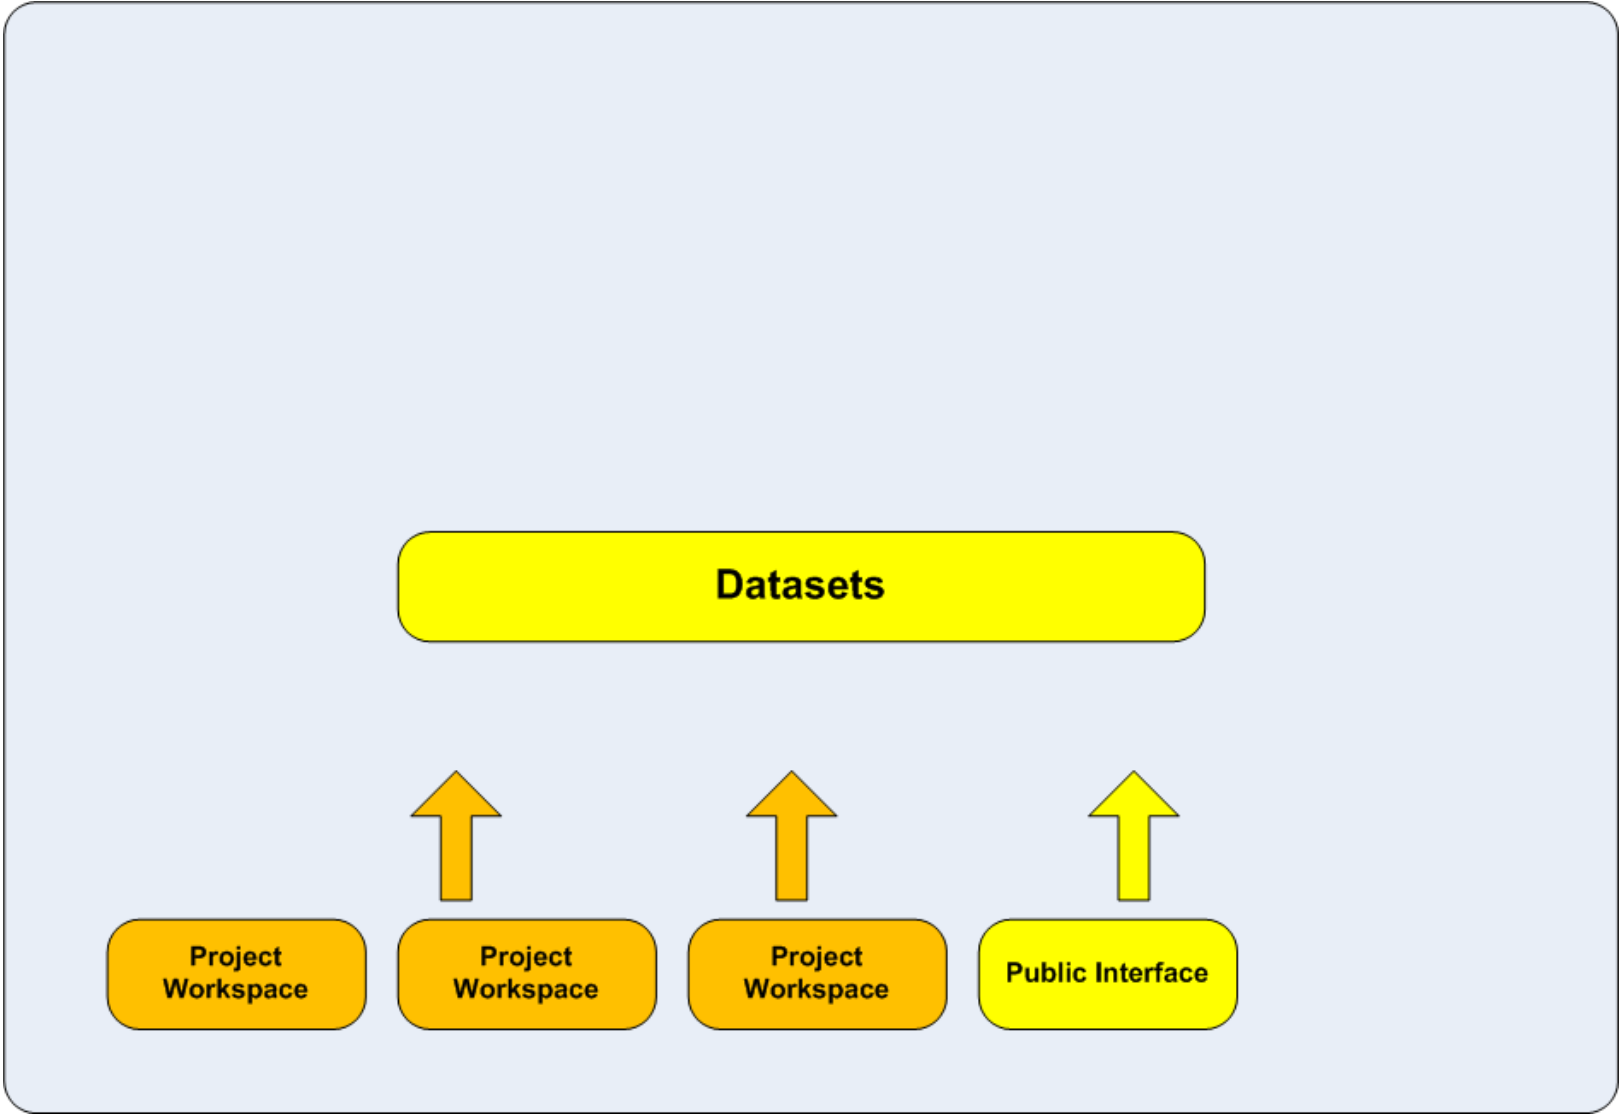 Datasets
Project
Workspace
Project
Workspace
Project
Workspace
Public Interface